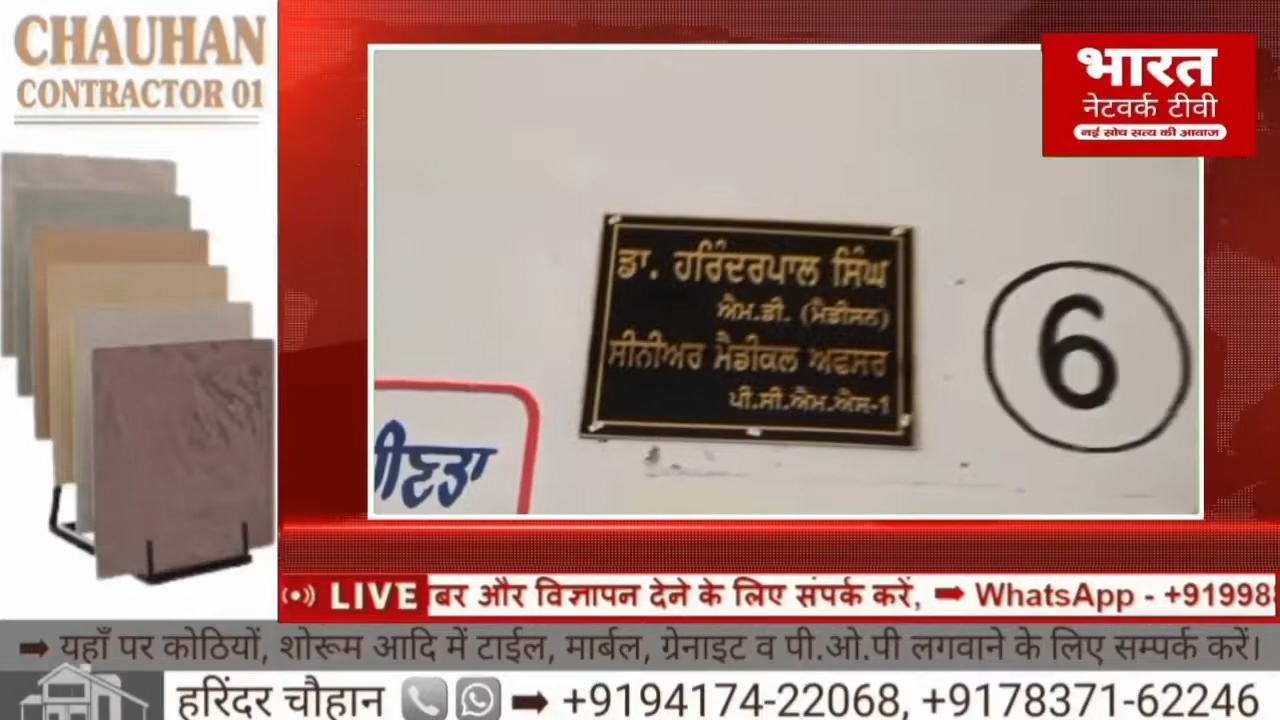 CHAUHAN
CONTRACTOR 01
भारत
नेटवर्क टीवी
नई सोच सत्य की आवाज
ਡਾ. ਹਰਿੰਦਰਪਾਲ ਸਿੰਘ
ਐਮ.ਡੀ. (ਮੈਡੀਸਨ)
ਸੀਨੀਅਰ ਮੈਡੀਕਲ ਅਫਸਰ
ਪੀ.ਸੀ.ਐਮ.ਐਸ-1
6
ੀਣਤਾ
LIVE बर और विज्ञापन देने के लिए संपर्क करें, ➡ WhatsApp - +91998
➡ यहाँ पर कोठियों, शोरूम आदि में टाईल, मार्बल, ग्रेनाइट व पी.ओ.पी लगवाने के लिए सम्पर्क करें।
हरिंदर चौहान ➡ +9194174-22068, +9178371-62246